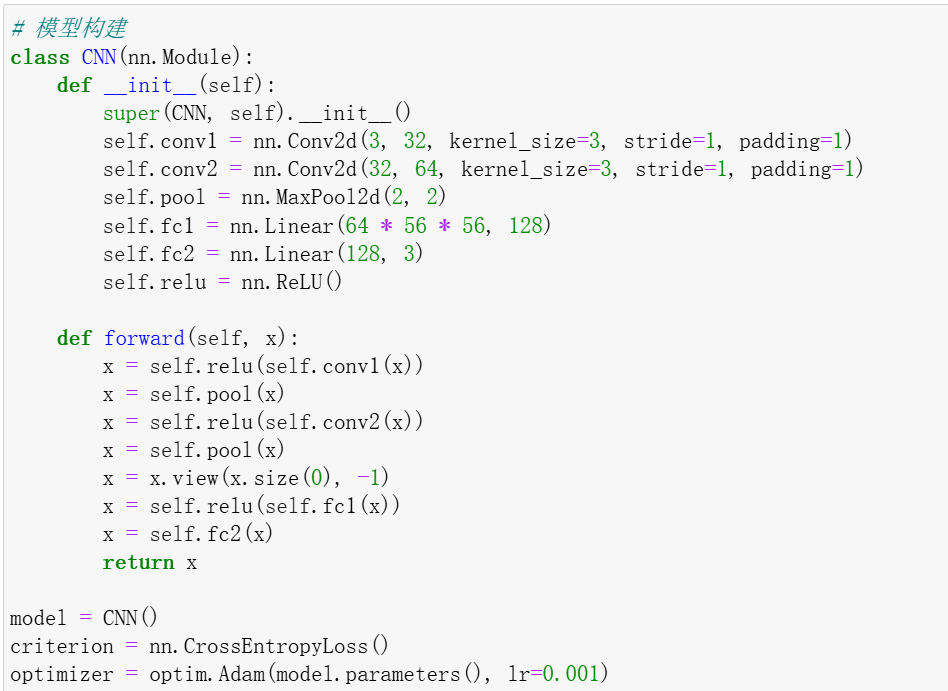 # 模型构建
class CNN(nn.Module):
    def __init__(self):
        super(CNN, self).__init__()
        self.conv1 = nn.Conv2d(3, 32, kernel_size=3, stride=1, padding=1)
        self.conv2 = nn.Conv2d(32, 64, kernel_size=3, stride=1, padding=1)
        self.pool = nn.MaxPool2d(2, 2)
        self.fc1 = nn.Linear(64 * 56 * 56, 128)
        self.fc2 = nn.Linear(128, 3)
        self.relu = nn.ReLU()

    def forward(self, x):
        x = self.relu(self.conv1(x))
        x = self.pool(x)
        x = self.relu(self.conv2(x))
        x = self.pool(x)
        x = x.view(x.size(0), -1)
        x = self.relu(self.fc1(x))
        x = self.fc2(x)
        return x

model = CNN()
criterion = nn.CrossEntropyLoss()
optimizer = optim.Adam(model.parameters(), lr=0.001)